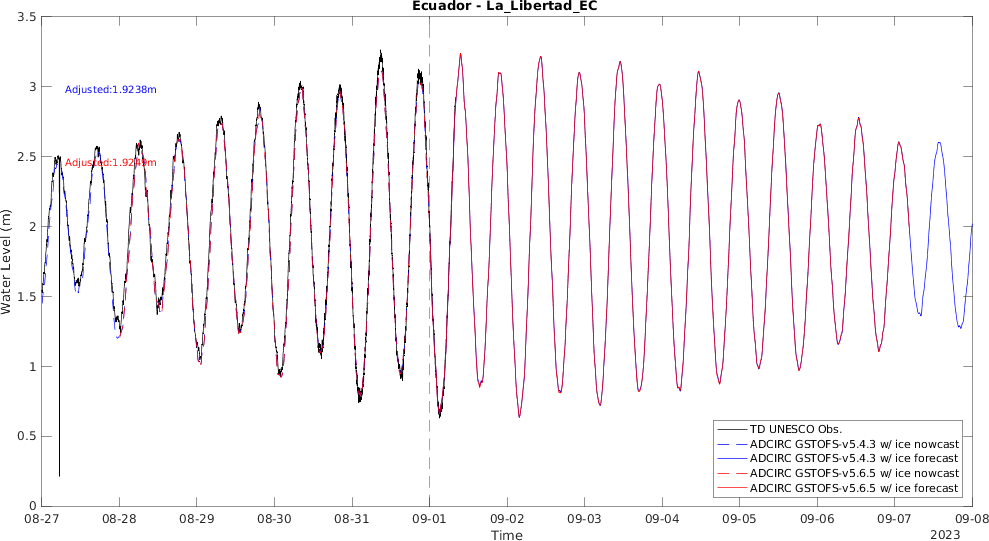 Ecuador - La_Libertad_EC
3.5
3
2.5
2
1.5
1
0.5
0
Water Level (m)
Adjusted:1.9238m
Adjusted:1.9249m
TD UNESCO Obs.
ADCIRC GSTOFS-v5.4.3 w/ ice nowcast
ADCIRC GSTOFS-v5.4.3 w/ ice forecast
ADCIRC GSTOFS-v5.6.5 w/ ice nowcast
ADCIRC GSTOFS-v5.6.5 w/ ice forecast
08-27 08-28 08-29 08-30 08-31 09-01 09-02 09-03 09-04 09-05 09-06 09-07 09-08
Time
2023